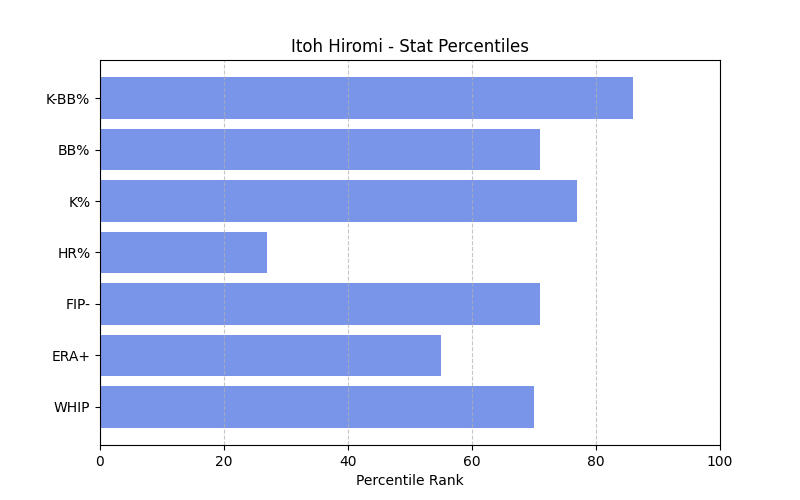 Itoh Hiromi - Stat Percentiles
K-BB%
BB%
K%
HR%
FIP-
ERA+
WHIP
0 20 40 60 80 100
Percentile Rank